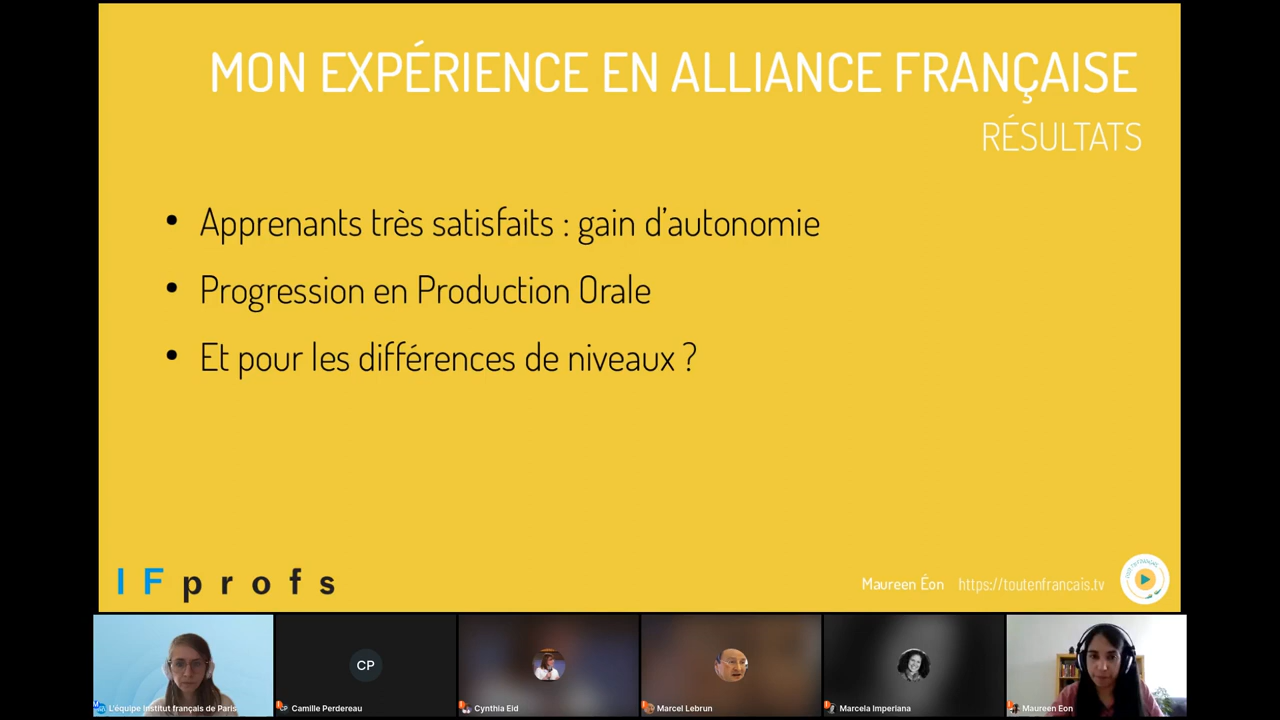 MON EXPÉRIENCE EN ALLIANCE FRANÇAISE
RÉSULTATS
• Apprenants très satisfaits : gain d'autonomie
• Progression en Production Orale
• Et pour les différences de niveaux ?
IF profs
Maureen Éon https://toutenfrancais.tv
CP
L'équipe Institut français de Paris
Camille Perdereau
Cynthia Eid
Marcel Lebrun
Marcela Imperiana
Maureen Eon